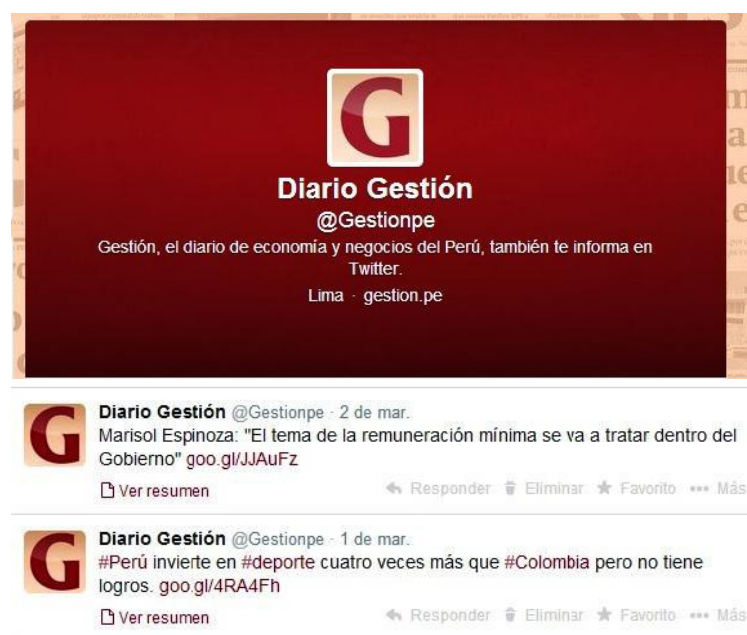 G
Diario Gestión
@Gestionpe
Gestión, el diario de economía y negocios del Perú, también te informa en
Twitter.
Lima · gestion.pe
G
Diario Gestión @Gestionpe · 2 de mar.
Marisol Espinoza: "El tema de la remuneración mínima se va a tratar dentro del
Gobierno" goo.gl/JJAuFz
Ver resumen Responder Eliminar Favorito ••• Más
G
Diario Gestión @Gestionpe · 1 de mar.
#Perú invierte en #deporte cuatro veces más que #Colombia pero no tiene
logros. goo.gl/4RA4Fh
Ver resumen Responder Eliminar Favorito ••• Más